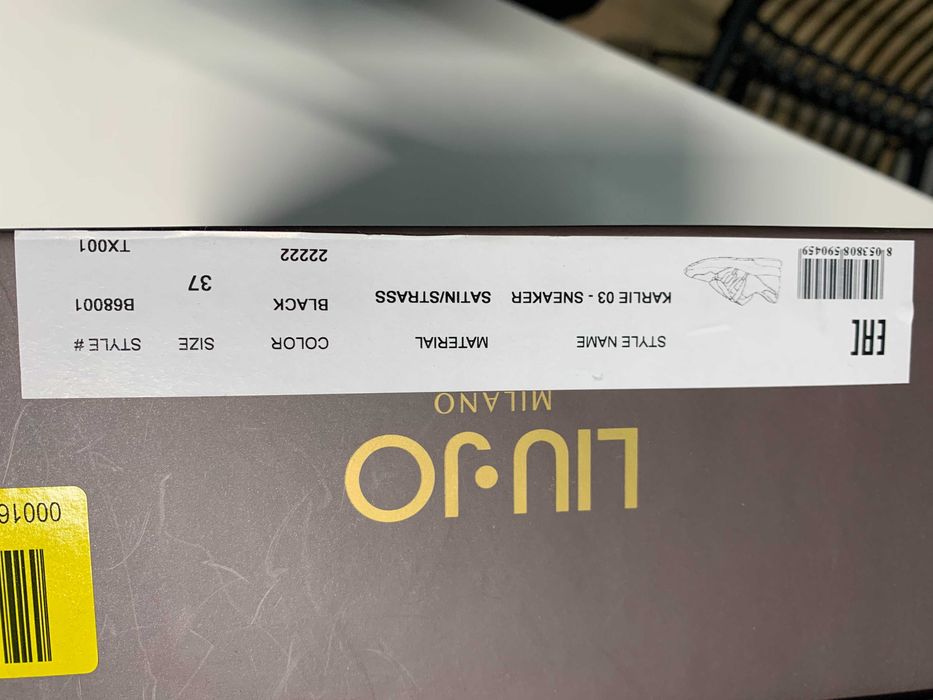 LIU·JO
MILANO
00016
EAC STYLE NAME MATERIAL COLOR SIZE STYLE #
KARLIE 03 - SNEAKER SATIN/STRASS BLACK 37 B68001
8 053808 590459 22222 TX001